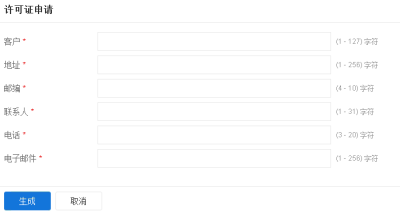 许可证申请
客户 * (1 - 127) 字符
地址 * (1 - 256) 字符
邮编 * (4 - 10) 字符
联系人 * (1 - 31) 字符
电话 * (3 - 20) 字符
电子邮件 * (1 - 256) 字符
生成 取消